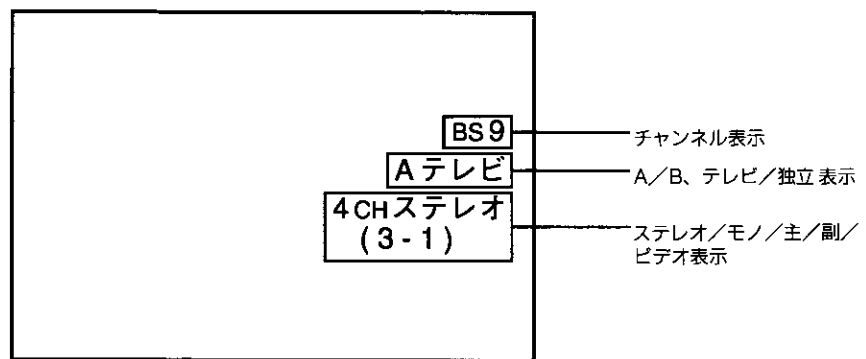 BS 9
チャンネル表示
A テレビ
A／B、テレビ／独立 表示
4 CHステレオ
(3-1)
ステレオ／モノ／主／副／
ビデオ表示